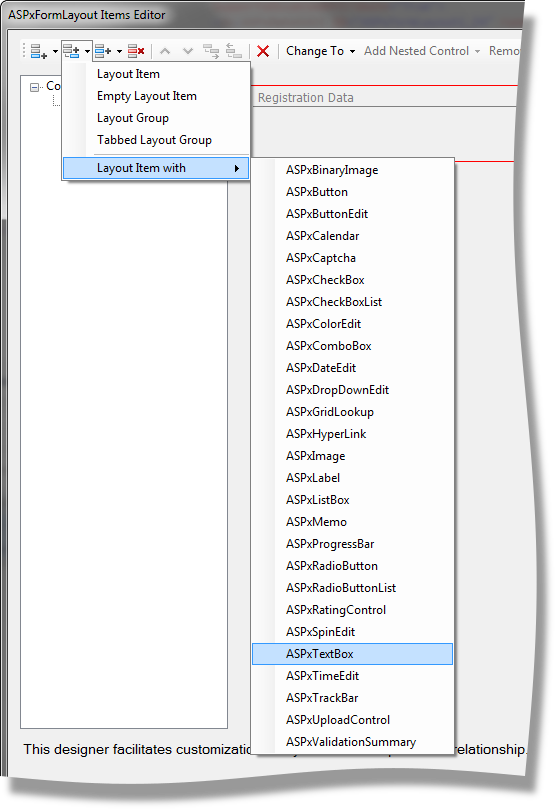 ASPxFormLayout Items Editor
Change To Add Nested Control Remo
Layout Item
Empty Layout Item
Layout Group
Tabbed Layout Group
Layout Item with
Co
Registration Data
ASPxBinaryImage
ASPxButton
ASPxButtonEdit
ASPxCalendar
ASPxCaptcha
ASPxCheckBox
ASPxCheckBoxList
ASPxColorEdit
ASPxComboBox
ASPxDateEdit
ASPxDropDownEdit
ASPxGridLookup
ASPxHyperLink
ASPxImage
ASPxLabel
ASPxListBox
ASPxMemo
ASPxProgressBar
ASPxRadioButton
ASPxRadioButtonList
ASPxRatingControl
ASPxSpinEdit
ASPxTextBox
ASPxTimeEdit
ASPxTrackBar
ASPxUploadControl
ASPxValidationSummary
This designer facilitates customizatio relationship.